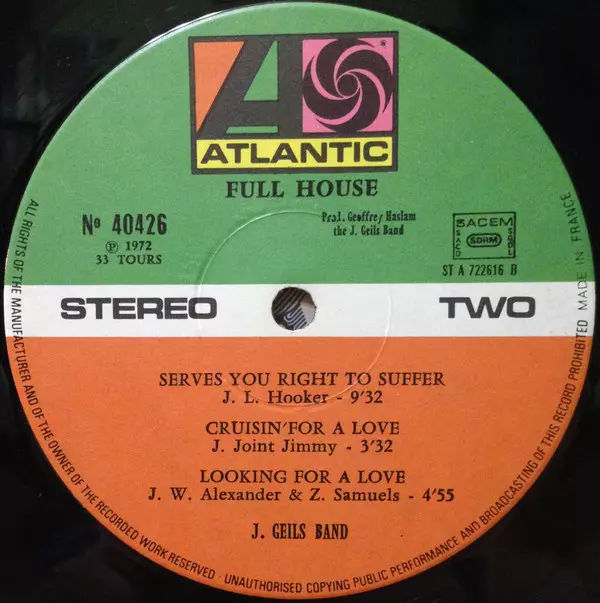 ATLANTIC
FULL HOUSE
Nº 40426
℗ 1972
33 TOURS
Prod. Geoffrey Haslam
the J. Geils Band
SACEM
SACD
SDRM
SGDL
ST A 722616 B
STEREO
TWO
SERVES YOU RIGHT TO SUFFER
J. L. Hooker - 9'32
CRUISIN'FOR A LOVE
J. Joint Jimmy - 3'32
LOOKING FOR A LOVE
J. W. Alexander & Z. Samuels - 4'55
J. GEILS BAND
ALL RIGHTS OF THE MANUFACTURER AND OF THE OWNER OF THE RECORDED WORK RESERVED - UNAUTHORISED COPYING PUBLIC PERFORMANCE AND BROADCASTING OF THIS RECORD PROHIBITED MADE IN FRANCE